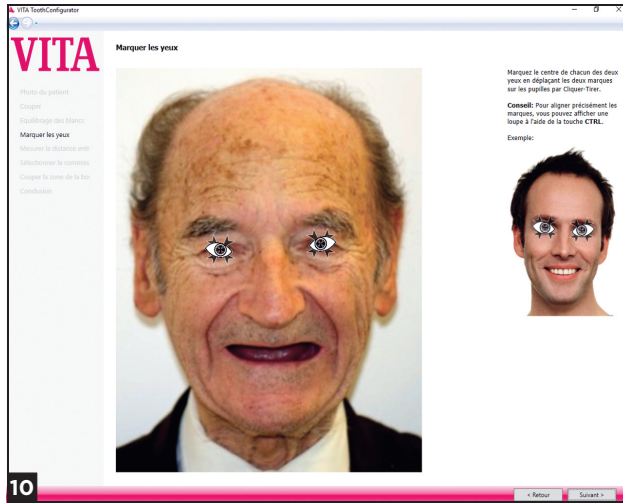 VITA ToothConfigurator
VITA
Marquer les yeux
Photo du patient
Couper
Equilibrage des blancs
Marquer les yeux
Mesurer la distance entr
Sélectionner la commiss
Couper la zone de la bo
Conclusion
Marquez le centre de chacun des deux
yeux en déplaçant les deux marques
sur les pupilles par Cliquer-Tirer.
Conseil: Pour aligner précisément les
marques, vous pouvez afficher une
loupe à l'aide de la touche CTRL.
Exemple:
10
< Retour
Suivant >